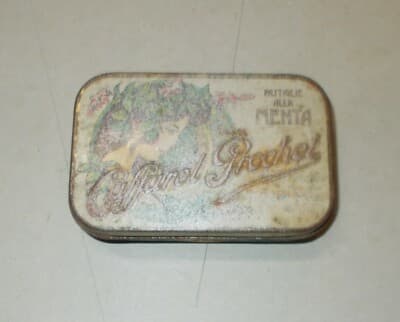 PASTIGLIE
ALLA
MENTA
Caffarel Prochet